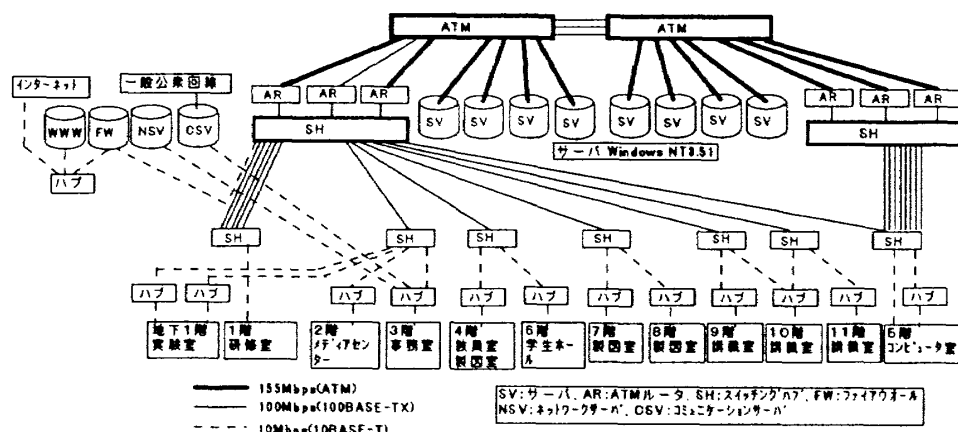 ATM ATM
インターネット
一般公衆回線
AR AR AR
AR AR AR
WWW FW NSV CSV
SH
SV SV SV SV SV SV SV SV
SH
サーバ Windows NT3.51
ハブ
SH SH SH SH SH SH SH
ハブ ハブ ハブ ハブ ハブ ハブ ハブ ハブ ハブ ハブ ハブ ハブ
地下1階 実験室
1階 研修室
2階 メディアセンター
3階 事務室
4階 教員室 製図室
6階 学生ホール
7階 製図室
8階 製図室
9階 講義室
10階 講義室
11階 講義室
5階 コンピュータ室
155Mbps(ATM)
100Mbps(100BASE-TX)
10Mbps(10BASE-T)
SV:サーバ、AR:ATMルータ、SH:スイッチングハブ、FW:ファイアウオール
NSV:ネットワークサーバ、CSV:コミュニケーションサーバ